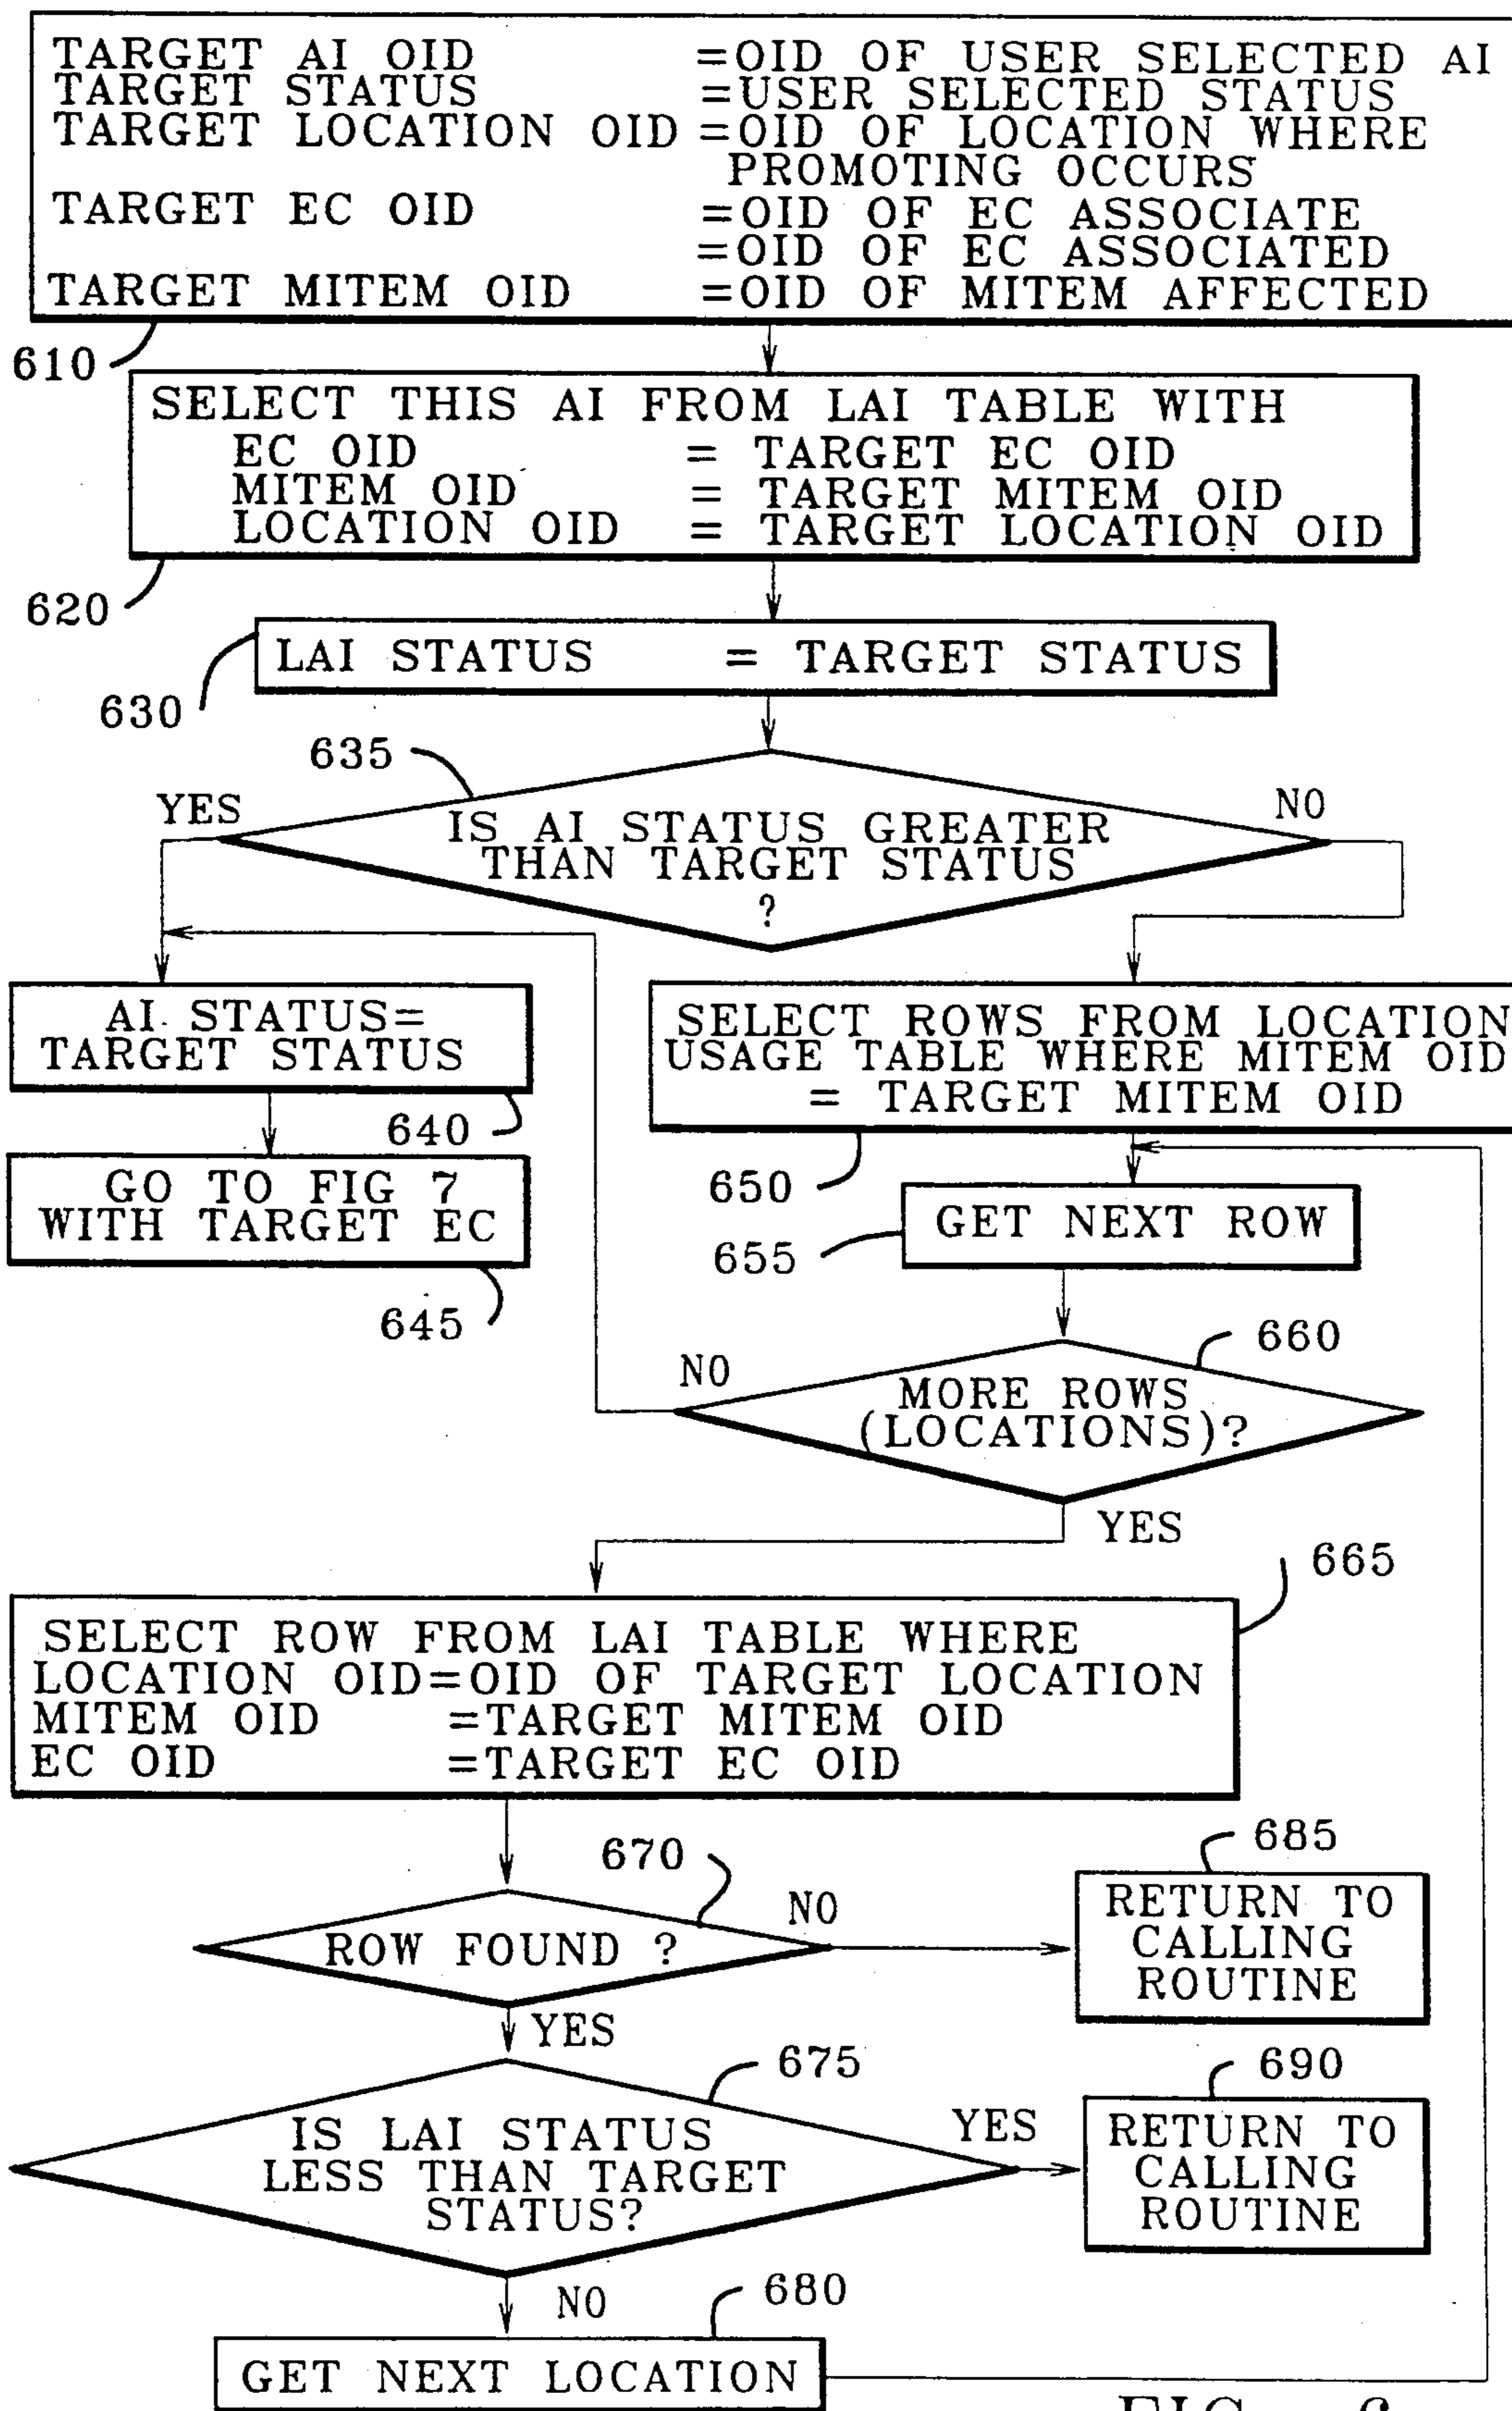 TARGET AI OID =OID OF USER SELECTED AI
TARGET STATUS =USER SELECTED STATUS
TARGET LOCATION OID =OID OF LOCATION WHERE
PROMOTING OCCURS
TARGET EC OID =OID OF EC ASSOCIATE
=OID OF EC ASSOCIATED
TARGET MITEM OID =OID OF MITEM AFFECTED
610
SELECT THIS AI FROM LAI TABLE WITH
EC OID = TARGET EC OID
MITEM OID = TARGET MITEM OID
LOCATION OID = TARGET LOCATION OID
620
LAI STATUS = TARGET STATUS
630
635
YES
IS AI STATUS GREATER
THAN TARGET STATUS
?
NO
AI STATUS=
TARGET STATUS
640
GO TO FIG 7
WITH TARGET EC
645
SELECT ROWS FROM LOCATION
USAGE TABLE WHERE MITEM OID
= TARGET MITEM OID
650
GET NEXT ROW
655
660
NO
MORE ROWS
(LOCATIONS)?
YES
665
SELECT ROW FROM LAI TABLE WHERE
LOCATION OID=OID OF TARGET LOCATION
MITEM OID =TARGET MITEM OID
EC OID =TARGET EC OID
670
ROW FOUND ?
NO
685
RETURN TO
CALLING
ROUTINE
YES
675
IS LAI STATUS
LESS THAN TARGET
STATUS?
YES
690
RETURN TO
CALLING
ROUTINE
NO
680
GET NEXT LOCATION
FIG. 6